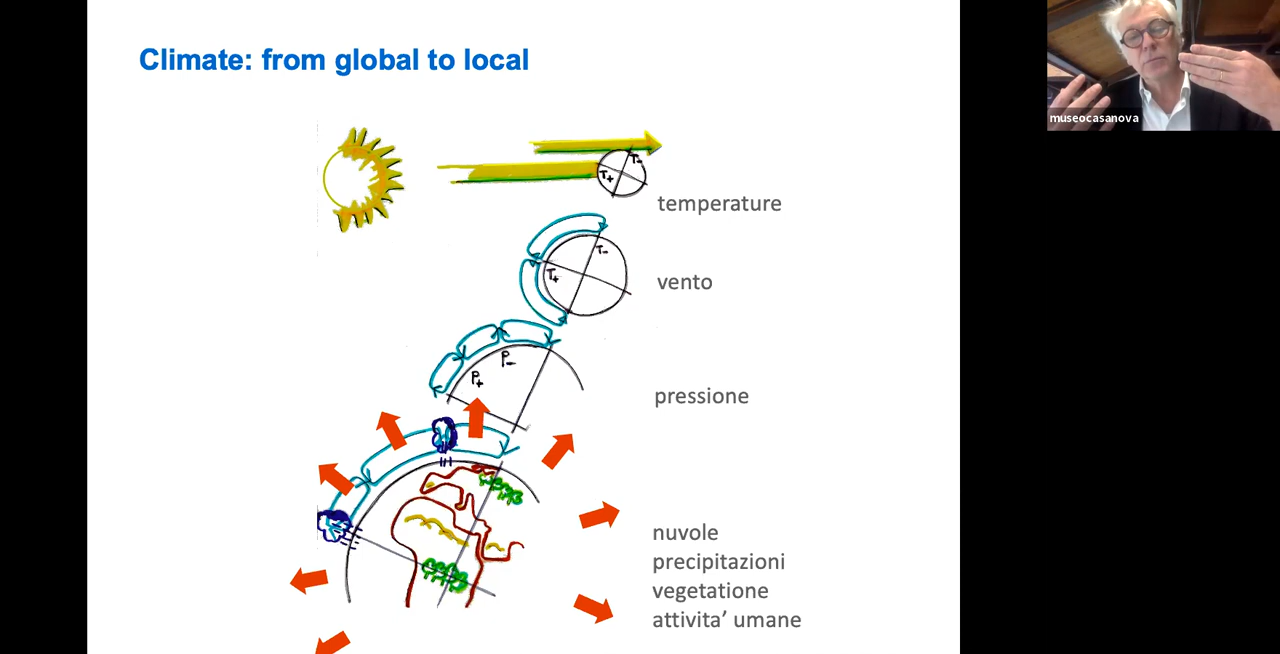 Climate: from global to local
museocasanova
T-
T+
temperature
T-
T+
vento
P-
P+
pressione
nuvole
precipitazioni
vegetatione
attivita’ umane